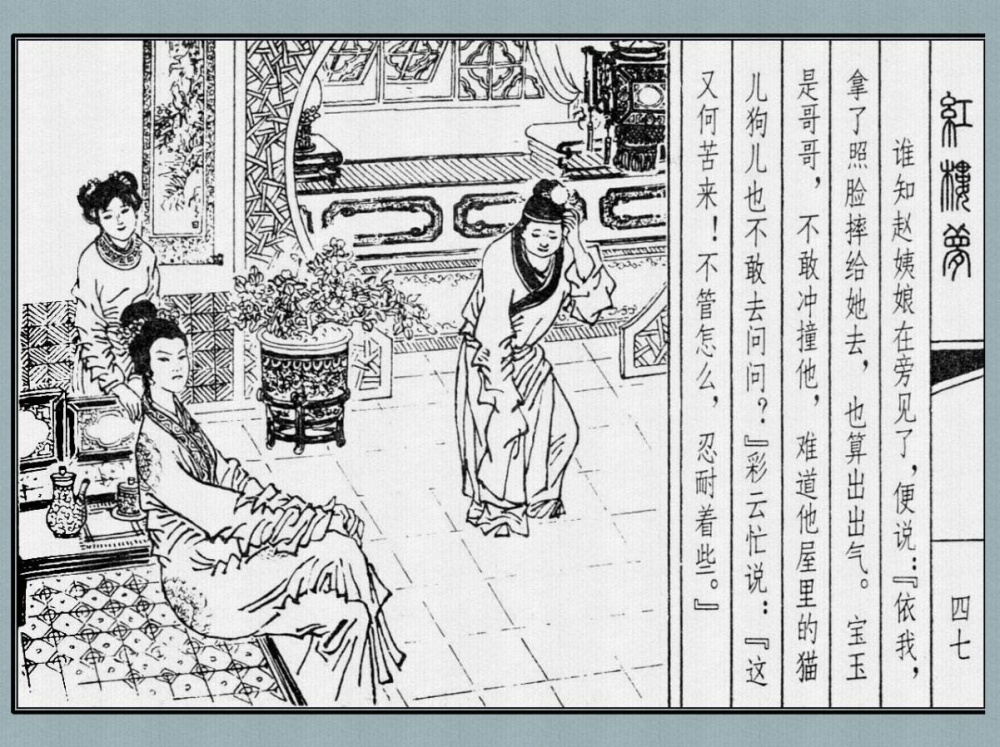 紅樓夢
四七
谁知赵姨娘在旁见了，便说：『依我，
拿了照脸摔给她去，也算出出气。宝玉
是哥哥，不敢冲撞他，难道他屋里的猫
儿狗儿也不敢去问问？』彩云忙说：『这
又何苦来！不管怎么，忍耐着些。』